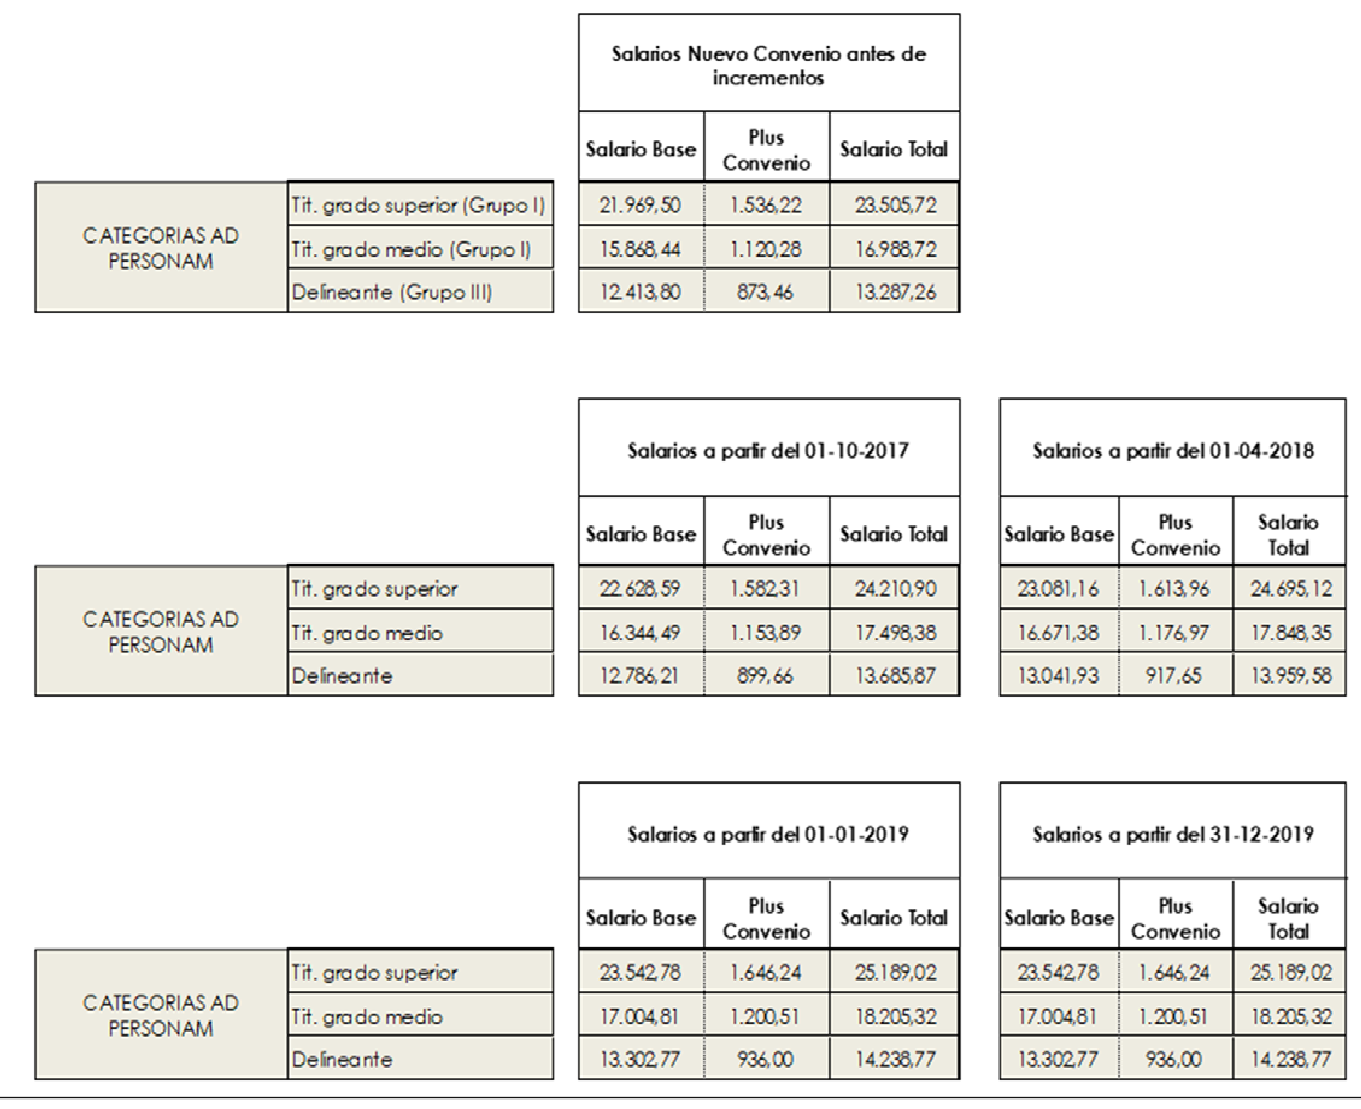 Salarios Nuevo Convenio antes de
incrementos
Salario Base Plus Convenio Salario Total
CATEGORIAS AD PERSONAM
Tit. grado superior (Grupo I) 21.969,50 1.536,22 23.505,72
Tit. grado medio (Grupo I) 15.868,44 1.120,28 16.988,72
Delineante (Grupo III) 12.413,80 873,46 13.287,26
Salarios a partir del 01-10-2017 Salarios a partir del 01-04-2018
Salario Base Plus Convenio Salario Total Salario Base Plus Convenio Salario Total
CATEGORIAS AD PERSONAM
Tit. grado superior 22.628,59 1.582,31 24.210,90 23.081,16 1.613,96 24.695,12
Tit. grado medio 16.344,49 1.153,89 17.498,38 16.671,38 1.176,97 17.848,35
Delineante 12.786,21 899,66 13.685,87 13.041,93 917,65 13.959,58
Salarios a partir del 01-01-2019 Salarios a partir del 31-12-2019
Salario Base Plus Convenio Salario Total Salario Base Plus Convenio Salario Total
CATEGORIAS AD PERSONAM
Tit. grado superior 23.542,78 1.646,24 25.189,02 23.542,78 1.646,24 25.189,02
Tit. grado medio 17.004,81 1.200,51 18.205,32 17.004,81 1.200,51 18.205,32
Delineante 13.302,77 936,00 14.238,77 13.302,77 936,00 14.238,77